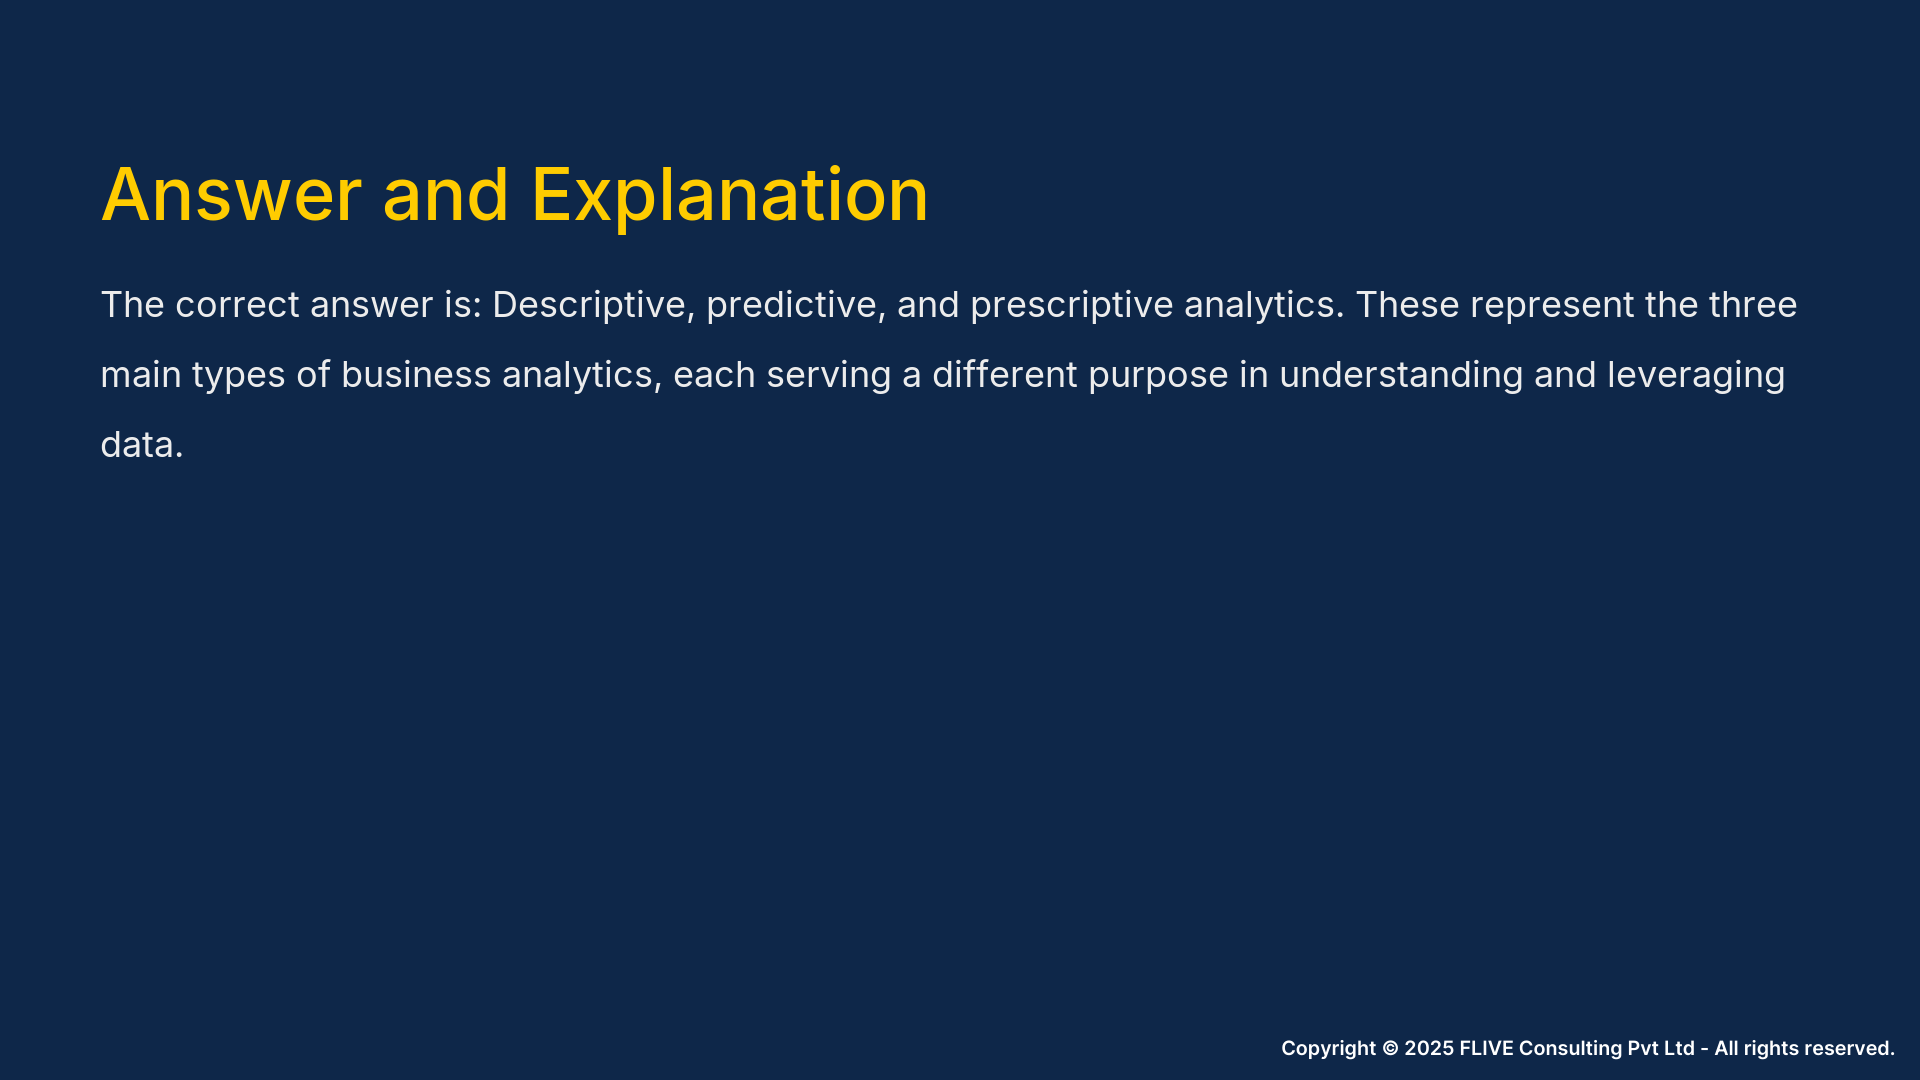 Answer and Explanation
The correct answer is: Descriptive, predictive, and prescriptive analytics. These represent the three
main types of business analytics, each serving a different purpose in understanding and leveraging
data.
Copyright © 2025 FLIVE Consulting Pvt Ltd - All rights reserved.